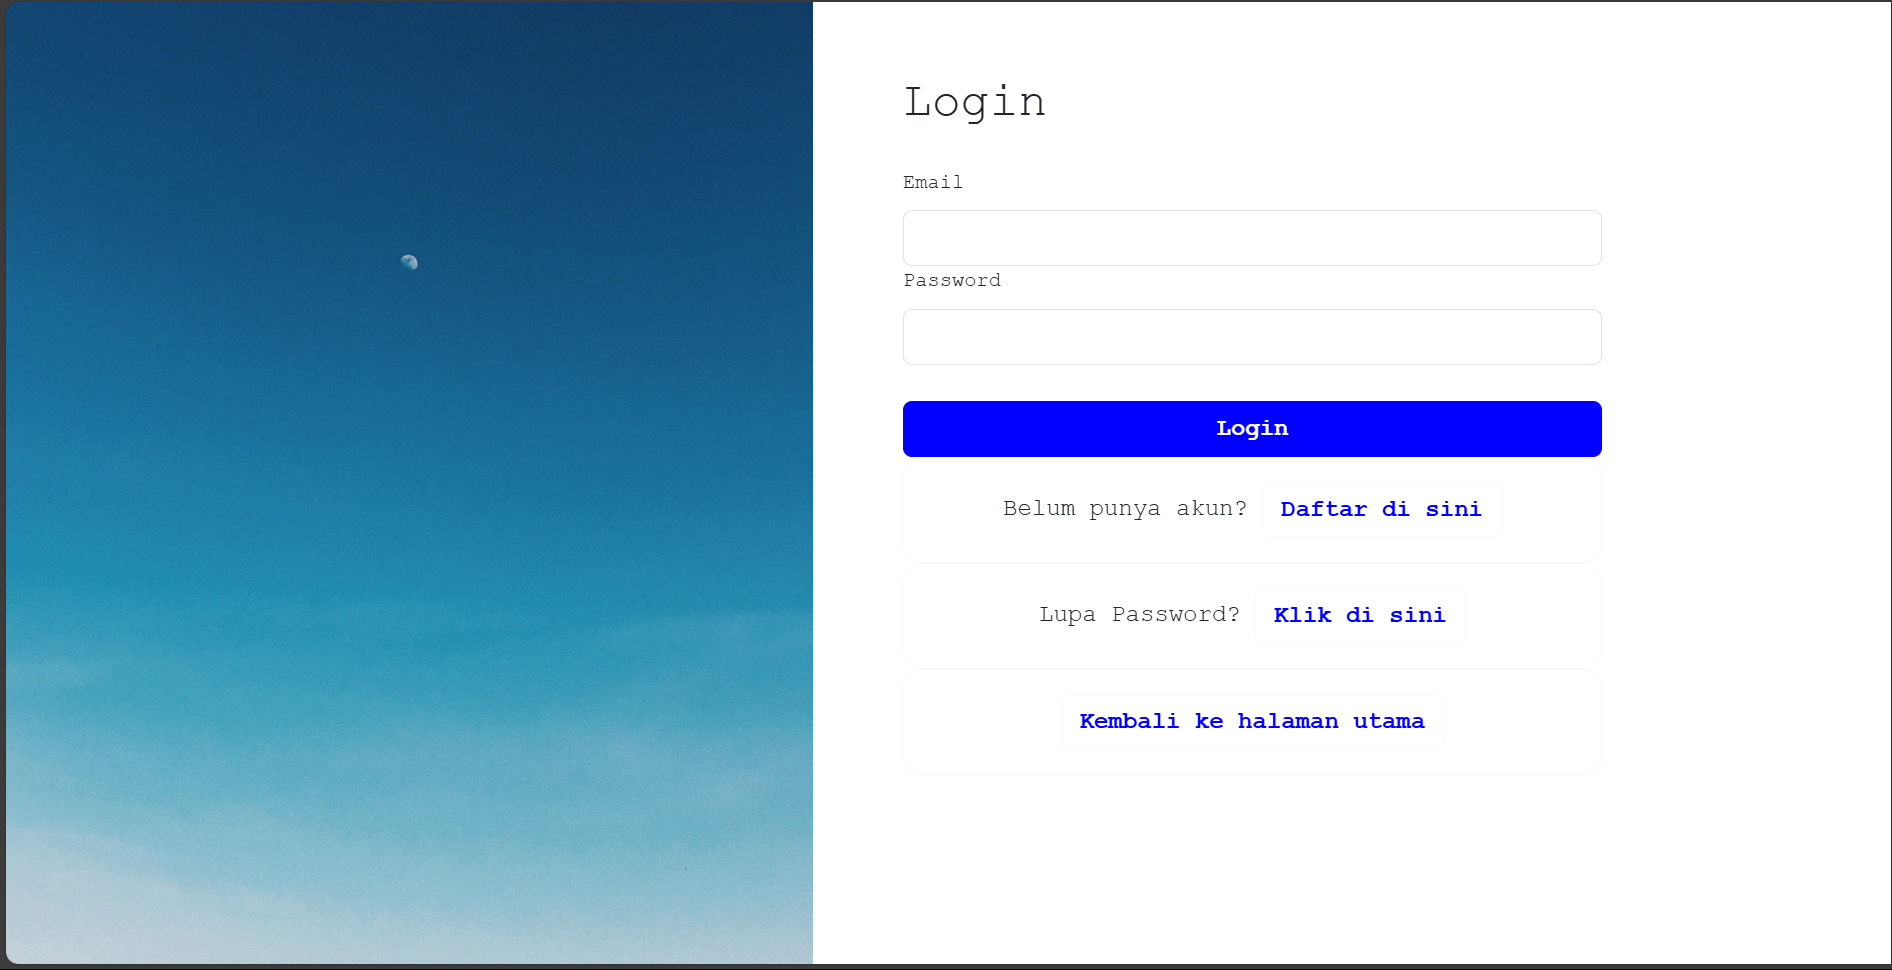 Login
Email
Password
Login
Belum punya akun? Daftar di sini
Lupa Password? Klik di sini
Kembali ke halaman utama